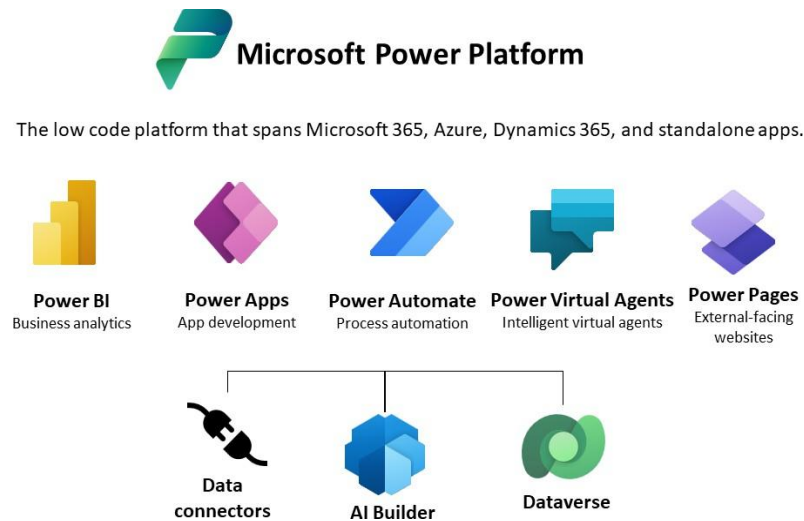 Microsoft Power Platform
The low code platform that spans Microsoft 365, Azure, Dynamics 365, and standalone apps.
Power BI
Business analytics
Power Apps
App development
Power Automate
Process automation
Power Virtual Agents
Intelligent virtual agents
Power Pages
External-facing
websites
Data
connectors
AI Builder
Dataverse